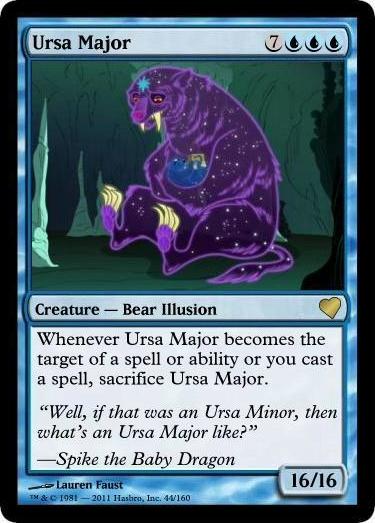 Ursa Major 7
Creature — Bear Illusion
Whenever Ursa Major becomes the
target of a spell or ability or you cast
a spell, sacrifice Ursa Major.
“Well, if that was an Ursa Minor, then
what’s an Ursa Major like?”
—Spike the Baby Dragon
16/16
Lauren Faust
™ & © 1981 — 2011 Hasbro, Inc. 44/160